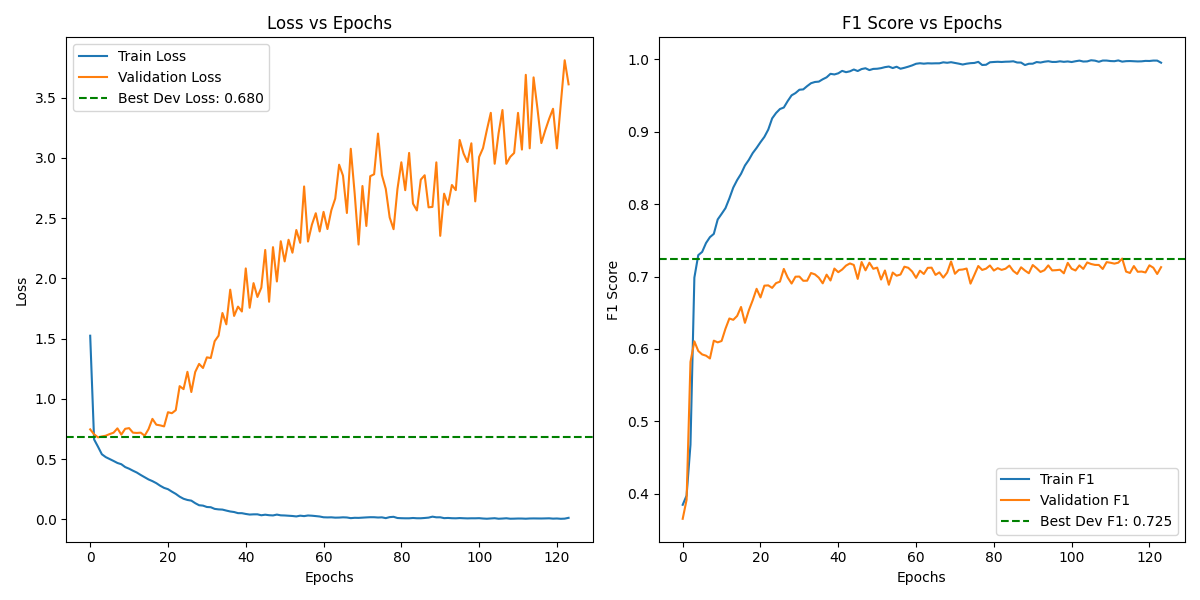 Loss vs Epochs
Train Loss
Validation Loss
Best Dev Loss: 0.680
Loss
3.5
3.0
2.5
2.0
1.5
1.0
0.5
0.0
0 20 40 60 80 100 120
Epochs
F1 Score vs Epochs
F1 Score
1.0
0.9
0.8
0.7
0.6
0.5
0.4
Train F1
Validation F1
Best Dev F1: 0.725
0 20 40 60 80 100 120
Epochs